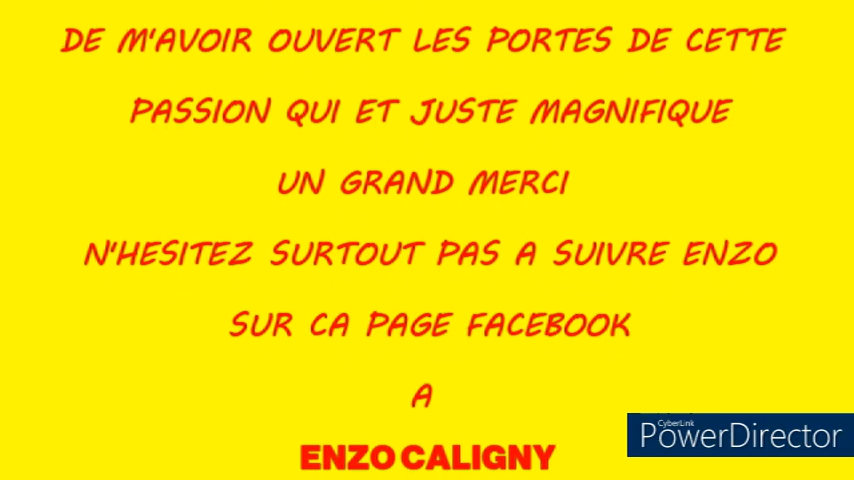 DE M'AVOIR OUVERT LES PORTES DE CETTE
PASSION QUI ET JUSTE MAGNIFIQUE
UN GRAND MERCI
N'HESITEZ SURTOUT PAS A SUIVRE ENZO
SUR CA PAGE FACEBOOK
A
ENZO CALIGNY
CyberLink
PowerDirector